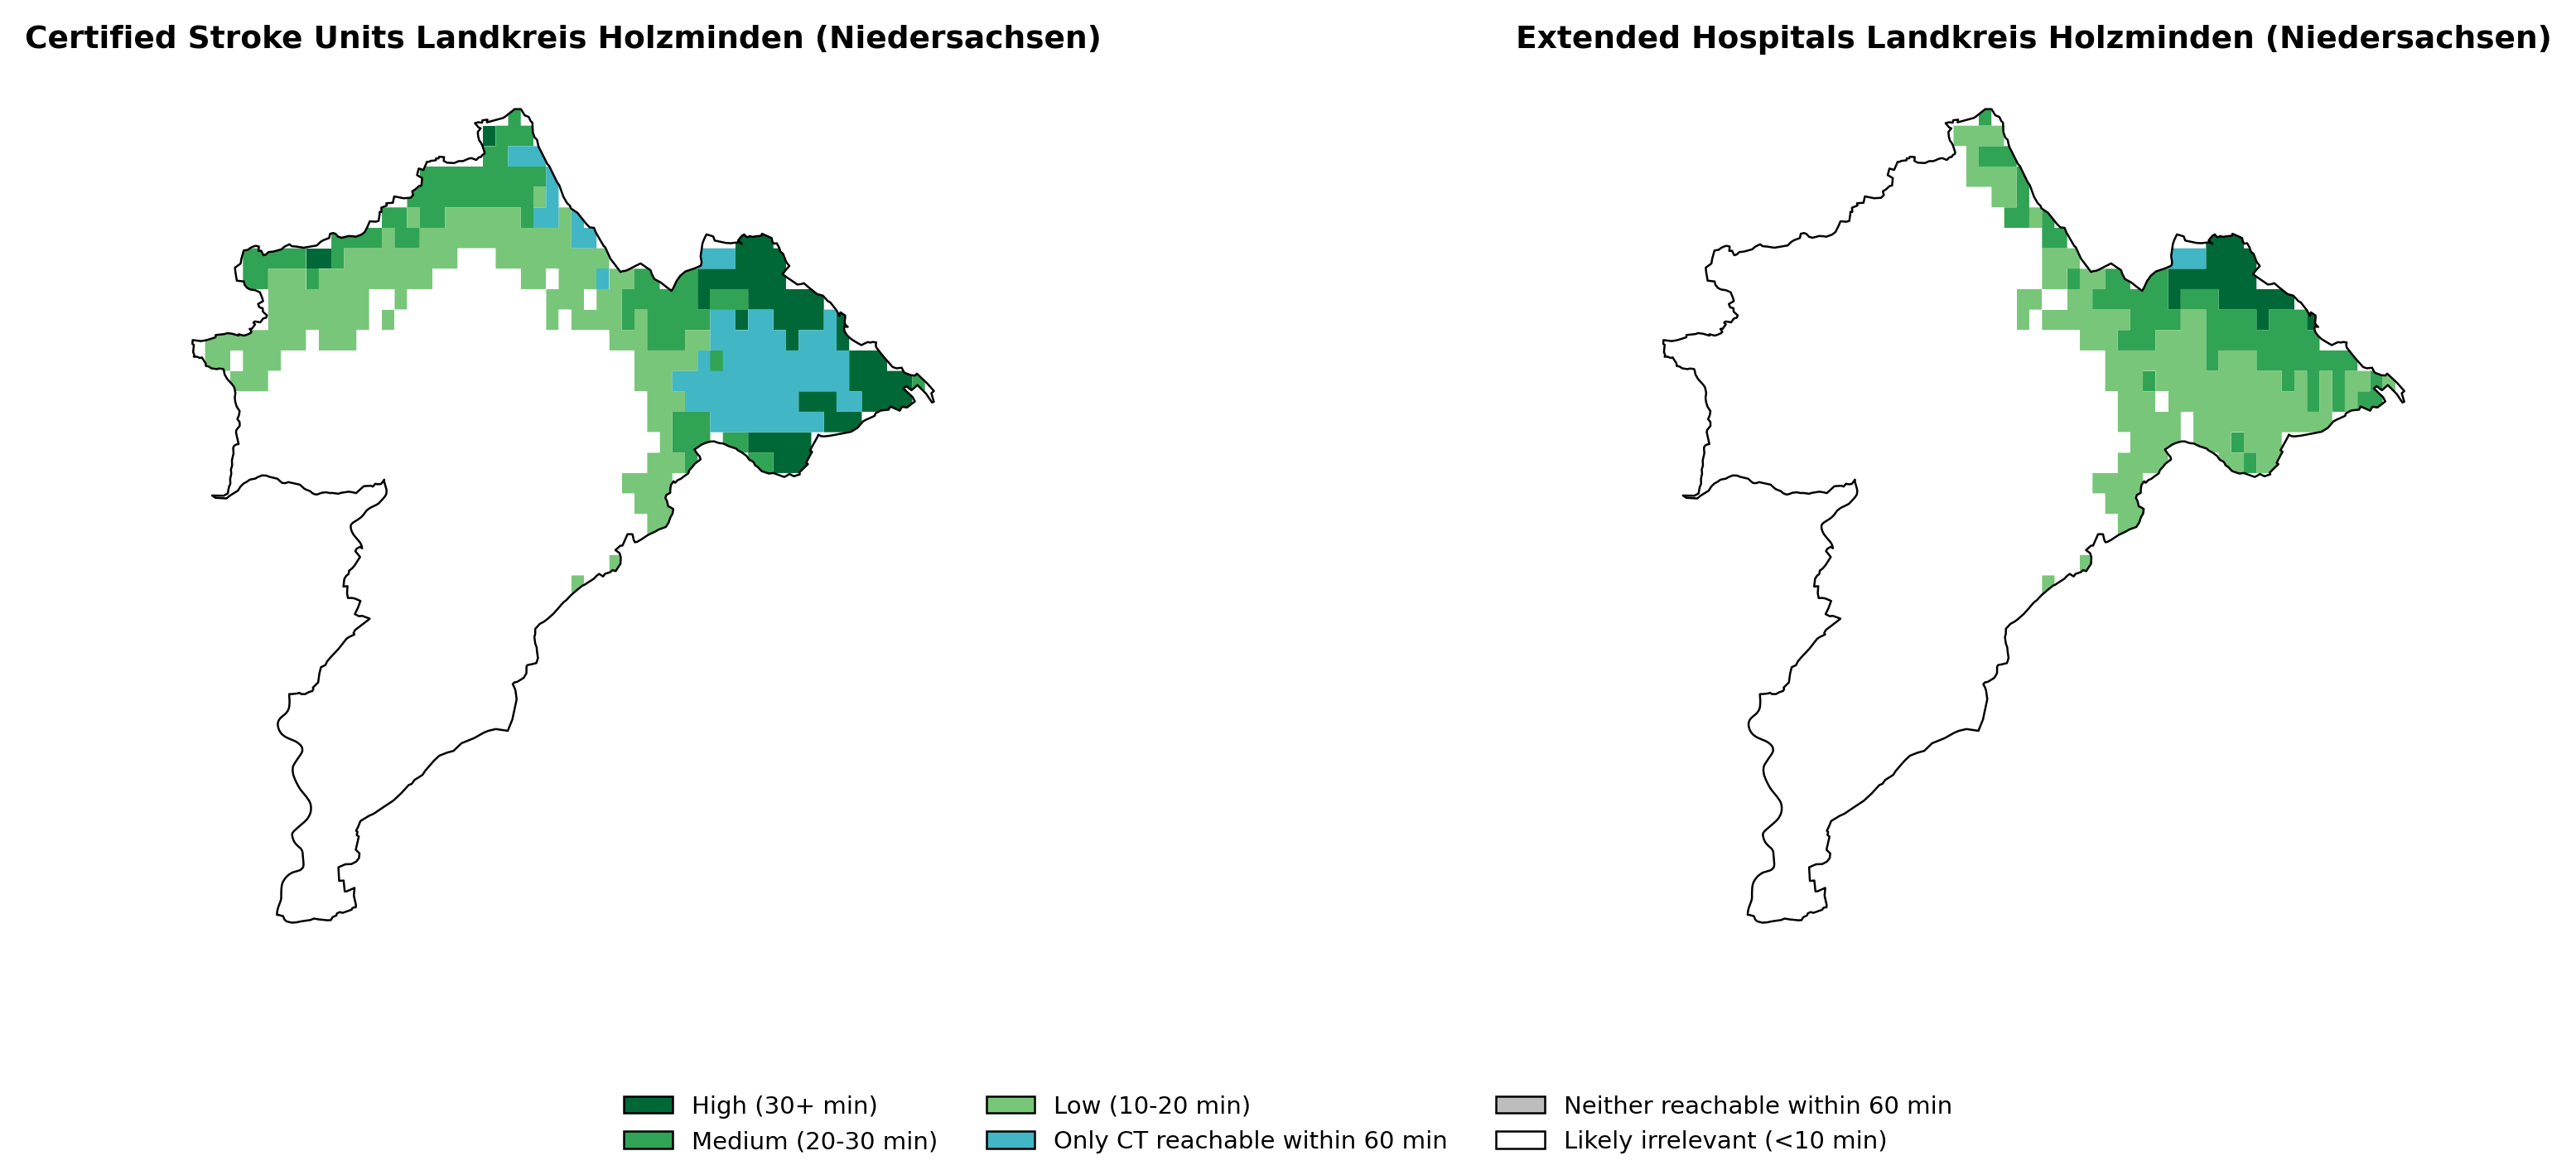 Certified Stroke Units Landkreis Holzminden (Niedersachsen)
Extended Hospitals Landkreis Holzminden (Niedersachsen)
High (30+ min)
Medium (20-30 min)
Low (10-20 min)
Only CT reachable within 60 min
Neither reachable within 60 min
Likely irrelevant (<10 min)